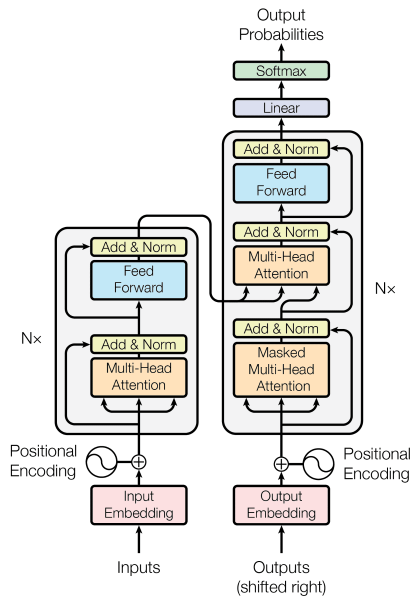 Output
Probabilities
Softmax
Linear
Add & Norm
Feed
Forward
Add & Norm
Multi-Head
Attention
Add & Norm
Masked
Multi-Head
Attention
N×
Positional
Encoding
Output
Embedding
Outputs
(shifted right)
Add & Norm
Feed
Forward
Add & Norm
Multi-Head
Attention
N×
Positional
Encoding
Input
Embedding
Inputs